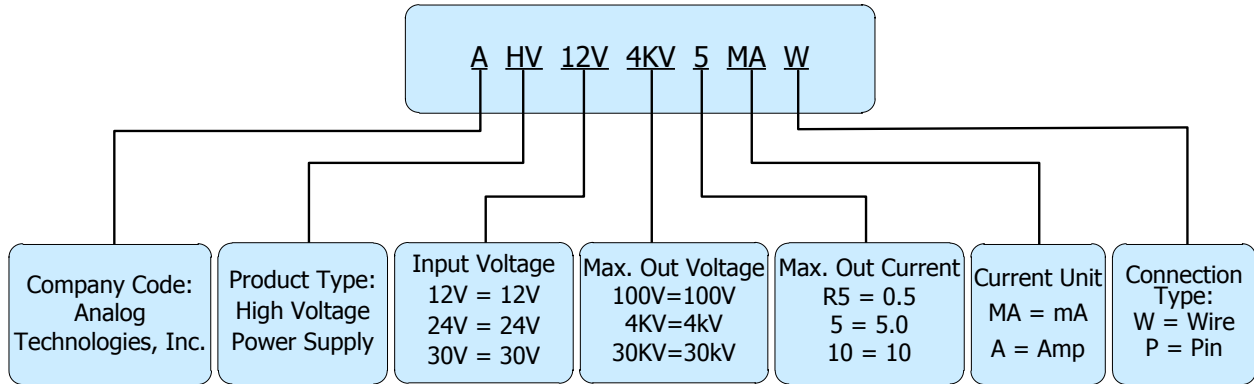 A HV 12V 4KV 5 MA W
Company Code:
Analog
Technologies, Inc.
Product Type:
High Voltage
Power Supply
Input Voltage
12V = 12V
24V = 24V
30V = 30V
Max. Out Voltage
100V=100V
4KV=4kV
30KV=30kV
Max. Out Current
R5 = 0.5
5 = 5.0
10 = 10
Current Unit
MA = mA
A = Amp
Connection
Type:
W = Wire
P = Pin